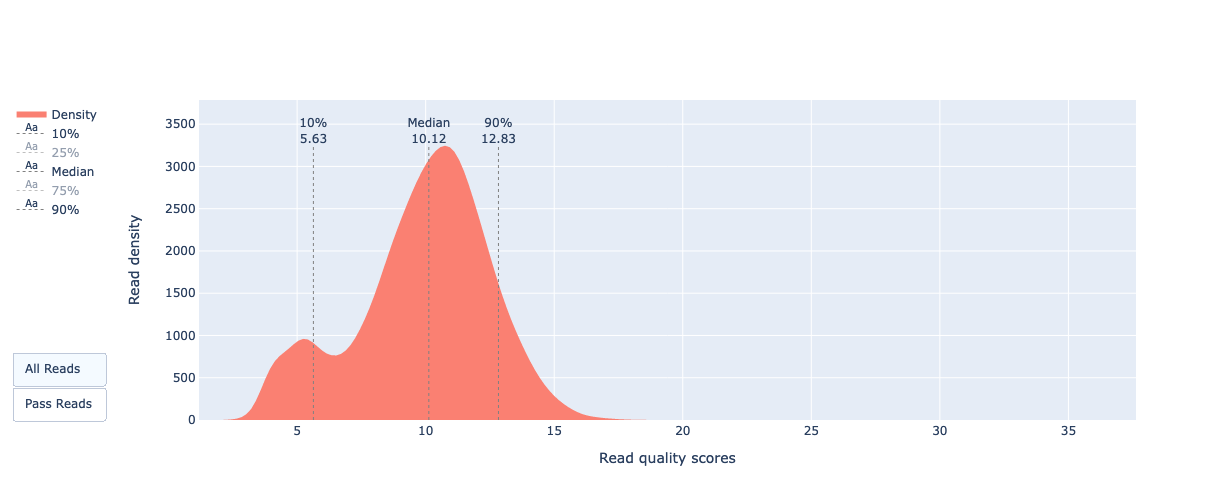 Density
Aa
10%
Aa
25%
Aa
Median
Aa
75%
Aa
90%
All Reads
Pass Reads
Read density
3500
3000
2500
2000
1500
1000
500
0
10%
5.63
Median
10.12
90%
12.83
5
10
15
20
25
30
35
Read quality scores